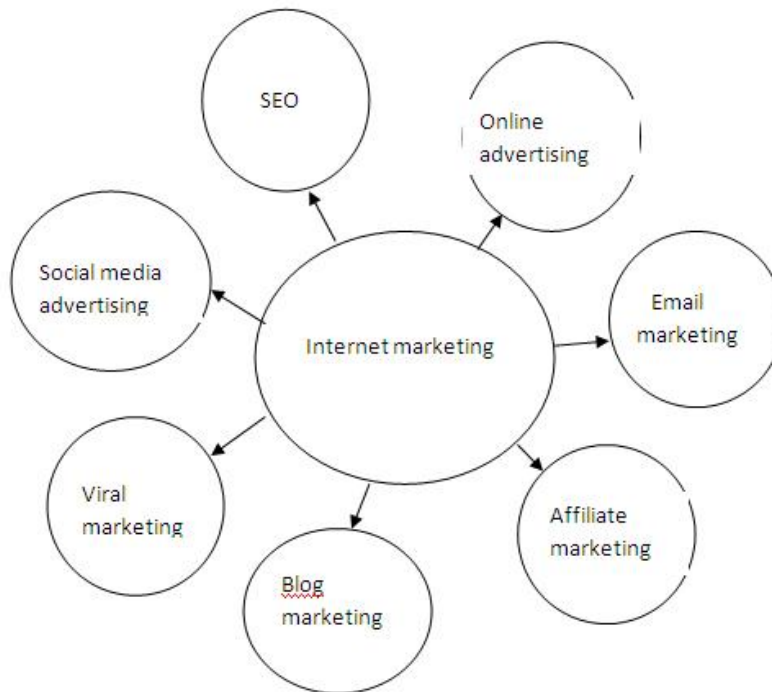 SEO
Online
advertising
Social media
advertising
Email
marketing
Internet marketing
Viral
marketing
Affiliate
marketing
Blog
marketing